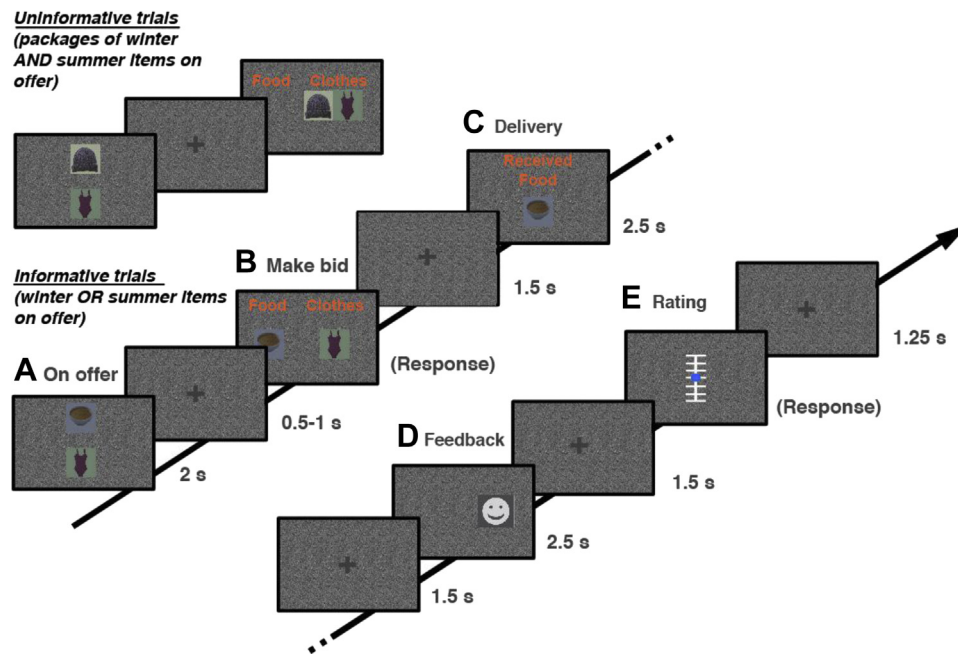 Uninformative trials
(packages of winter
AND summer items on
offer)
Food Clothes
Informative trials
(winter OR summer items
on offer)
A On offer
2 s
0.5-1 s
B Make bid
Food Clothes
(Response)
1.5 s
C Delivery
Received
Food
2.5 s
1.5 s
D Feedback
2.5 s
1.5 s
E Rating
(Response)
1.25 s